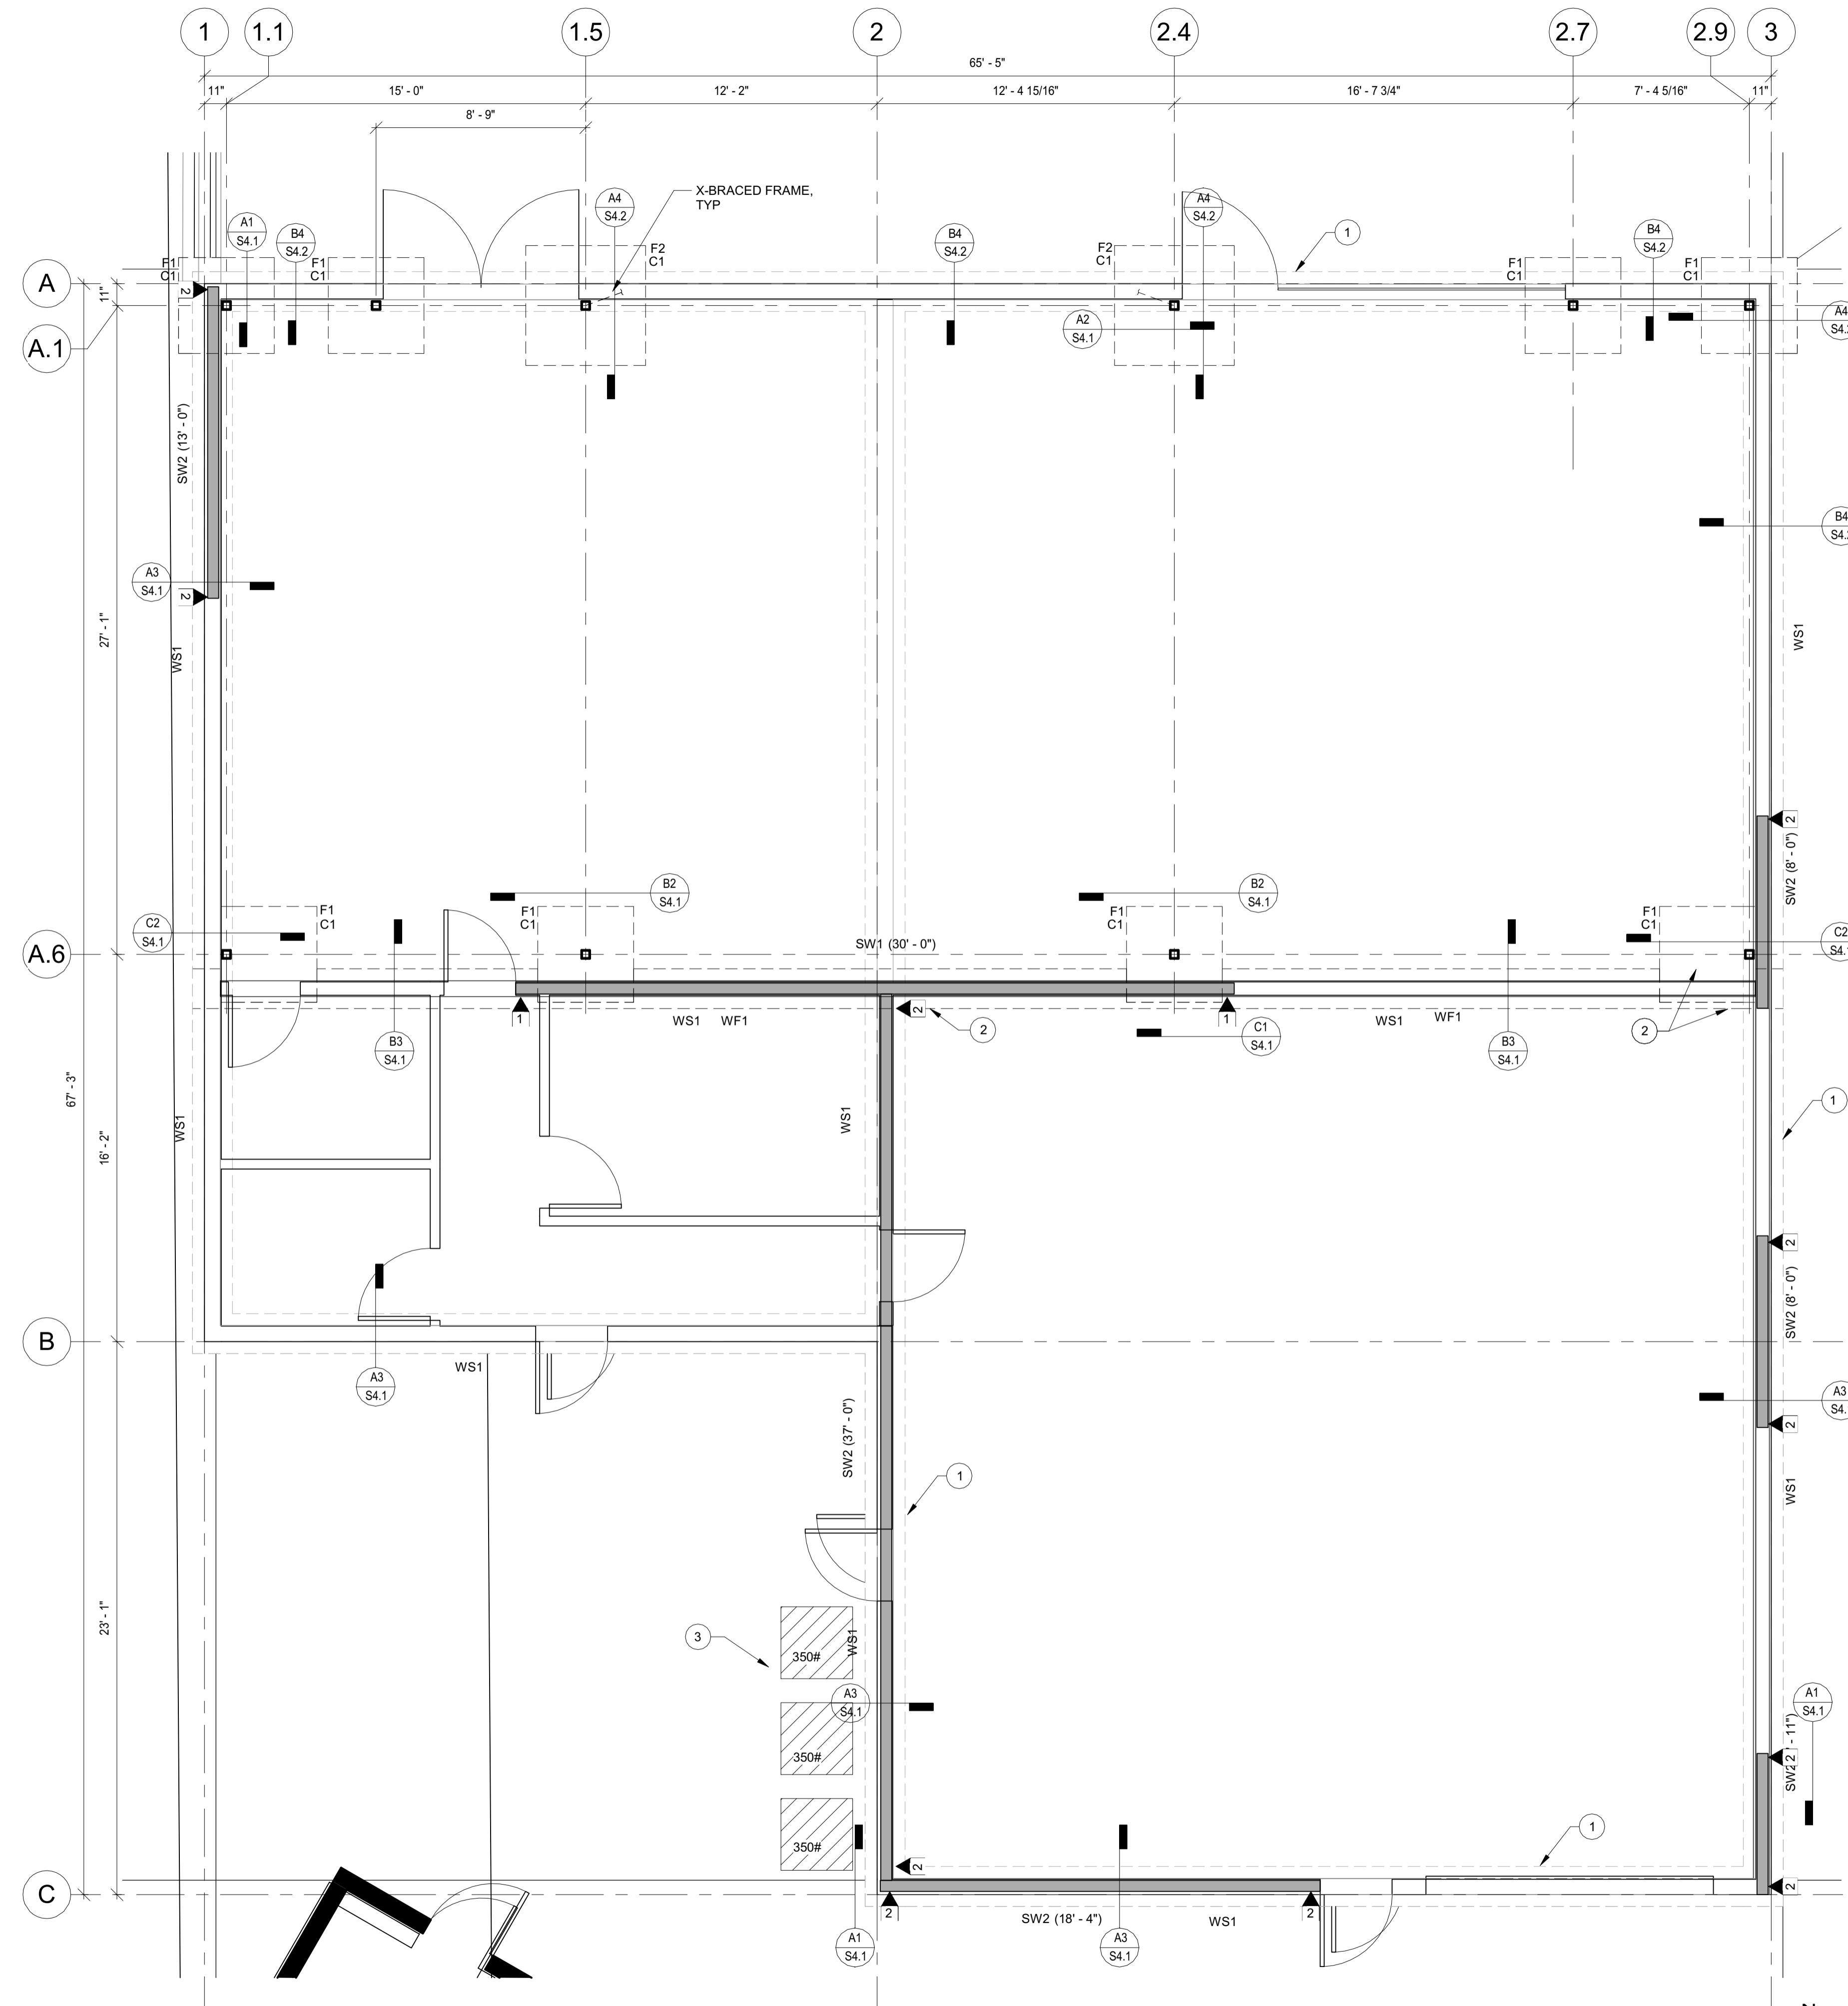 1
1.1
1.5
2
2.4
2.7
2.9
3
65' - 5"
11"
15' - 0"
12' - 2"
12' - 4 15/16"
16' - 7 3/4"
7' - 4 5/16"
11"
8' - 9"
X-BRACED FRAME,
TYP
A4
S4.2
A4
S4.2
A1
S4.1
B4
S4.2
B4
S4.2
B4
S4.2
1
F2
C1
F2
C1
F1
C1
F1
C1
F1
C1
F1
C1
A
11"
A.1
2
A2
S4.1
A4
SW2 (13' - 0")
B4
A3
S4.1
2
27' - 1"
WS1
WS1
2
SW2 (8' - 0")
B2
S4.1
B2
S4.1
F1
C1
F1
C1
F1
C1
F1
C1
C2
S4.1
C2
A.6
SW1 (30' - 0")
1
2
2
1
WS1
WF1
WS1
WF1
2
C1
S4.1
B3
S4.1
B3
S4.1
67' - 3"
16' - 2"
WS1
WS1
1
2
SW2 (8' - 0")
B
WS1
A3
S4.1
A3
2
SW2 (37' - 0")
1
WS1
23' - 1"
3
350#
WS1
A3
S4.1
350#
A1
S4.1
SW2
- 11")
2
350#
1
2
2
C
2
2
SW2 (18' - 4")
WS1
A1
S4.1
A3
S4.1